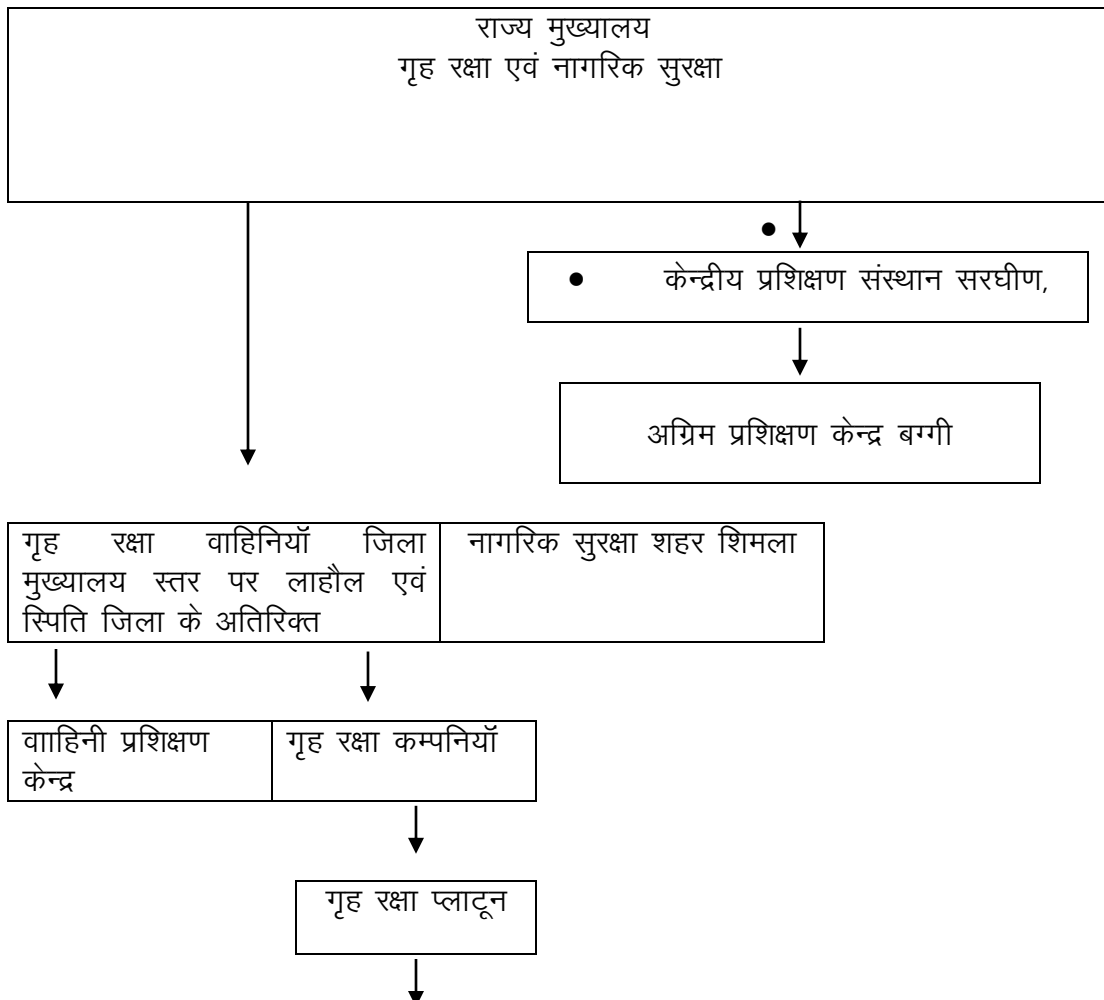 राज्य मुख्यालय
गृह रक्षा एवं नागरिक सुरक्षा
•
• केन्द्रीय प्रशिक्षण संस्थान सरघीण,
अग्रिम प्रशिक्षण केन्द्र बग्गी
गृह रक्षा वाहिनियॉ जिला
मुख्यालय स्तर पर लाहौल एवं
स्पिति जिला के अतिरिक्त
नागरिक सुरक्षा शहर शिमला
वााहिनी प्रशिक्षण
केन्द्र
गृह रक्षा कम्पनियॉ
गृह रक्षा प्लाटून